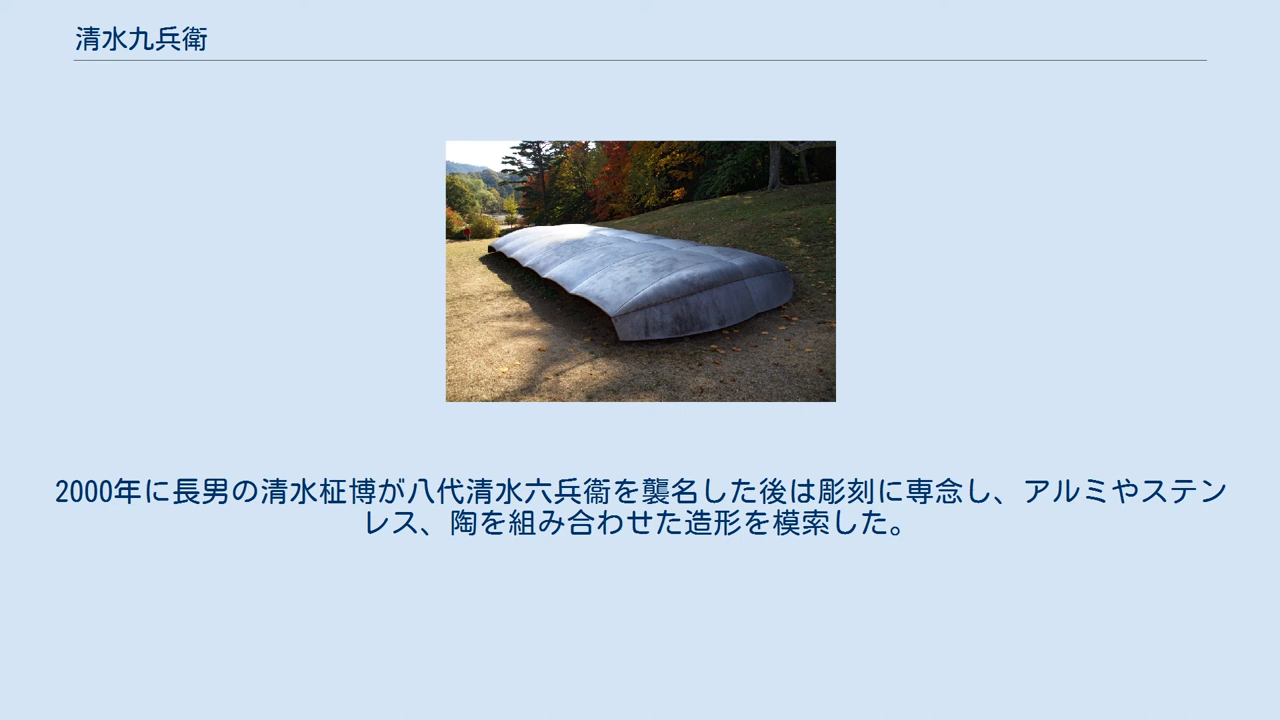 清水九兵衛
2000年に長男の清水柾博が八代清水六兵衞を襲名した後は彫刻に専念し、アルミやステン
レス、陶を組み合わせた造形を模索した。